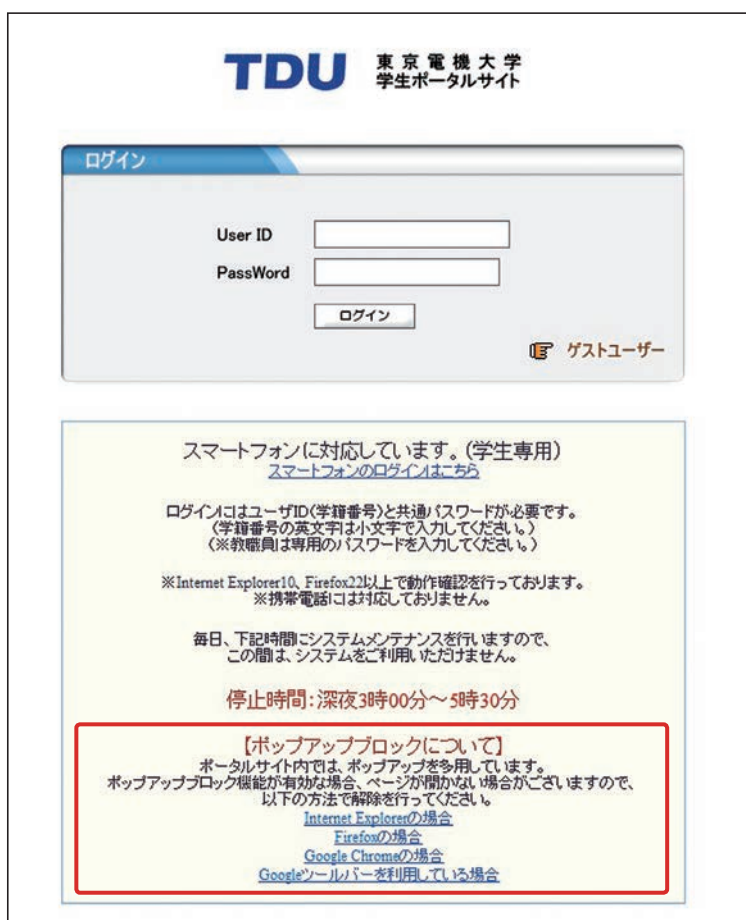 TDU 東京電機大学
学生ポータルサイト
ログイン
User ID
PassWord
ログイン
ゲストユーザー
スマートフォンに対応しています。(学生専用)
スマートフォンのログインはこちら
ログインにはユーザID(学籍番号)と共通パスワードが必要です。
(学籍番号の英文字は小文字で入力してください。)
(※教職員は専用のパスワードを入力してください。)
※Internet Explorer10、Firefox22以上で動作確認を行っております。
※携帯電話には対応しておりません。
毎日、下記時間にシステムメンテナンスを行いますので、
この間は、システムをご利用いただけません。
停止時間:深夜3時00分～5時30分
【ポップアップブロックについて】
ポータルサイト内では、ポップアップを多用しています。
ポップアップブロック機能が有効な場合、ページが開かない場合がございますので、
以下の方法で解除を行ってください。
Internet Explorerの場合
Firefoxの場合
Google Chromeの場合
Googleツールバーを利用している場合